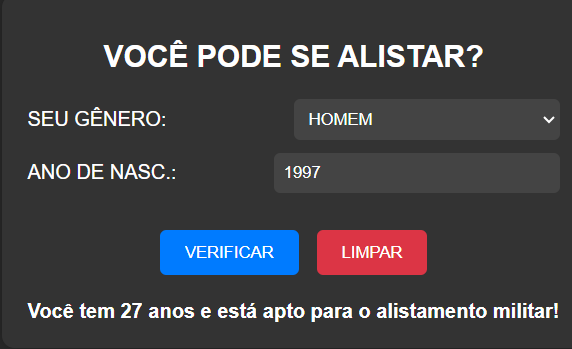 VOCÊ PODE SE ALISTAR?
SEU GÊNERO: HOMEM
ANO DE NASC.: 1997
VERIFICAR LIMPAR
Você tem 27 anos e está apto para o alistamento militar!